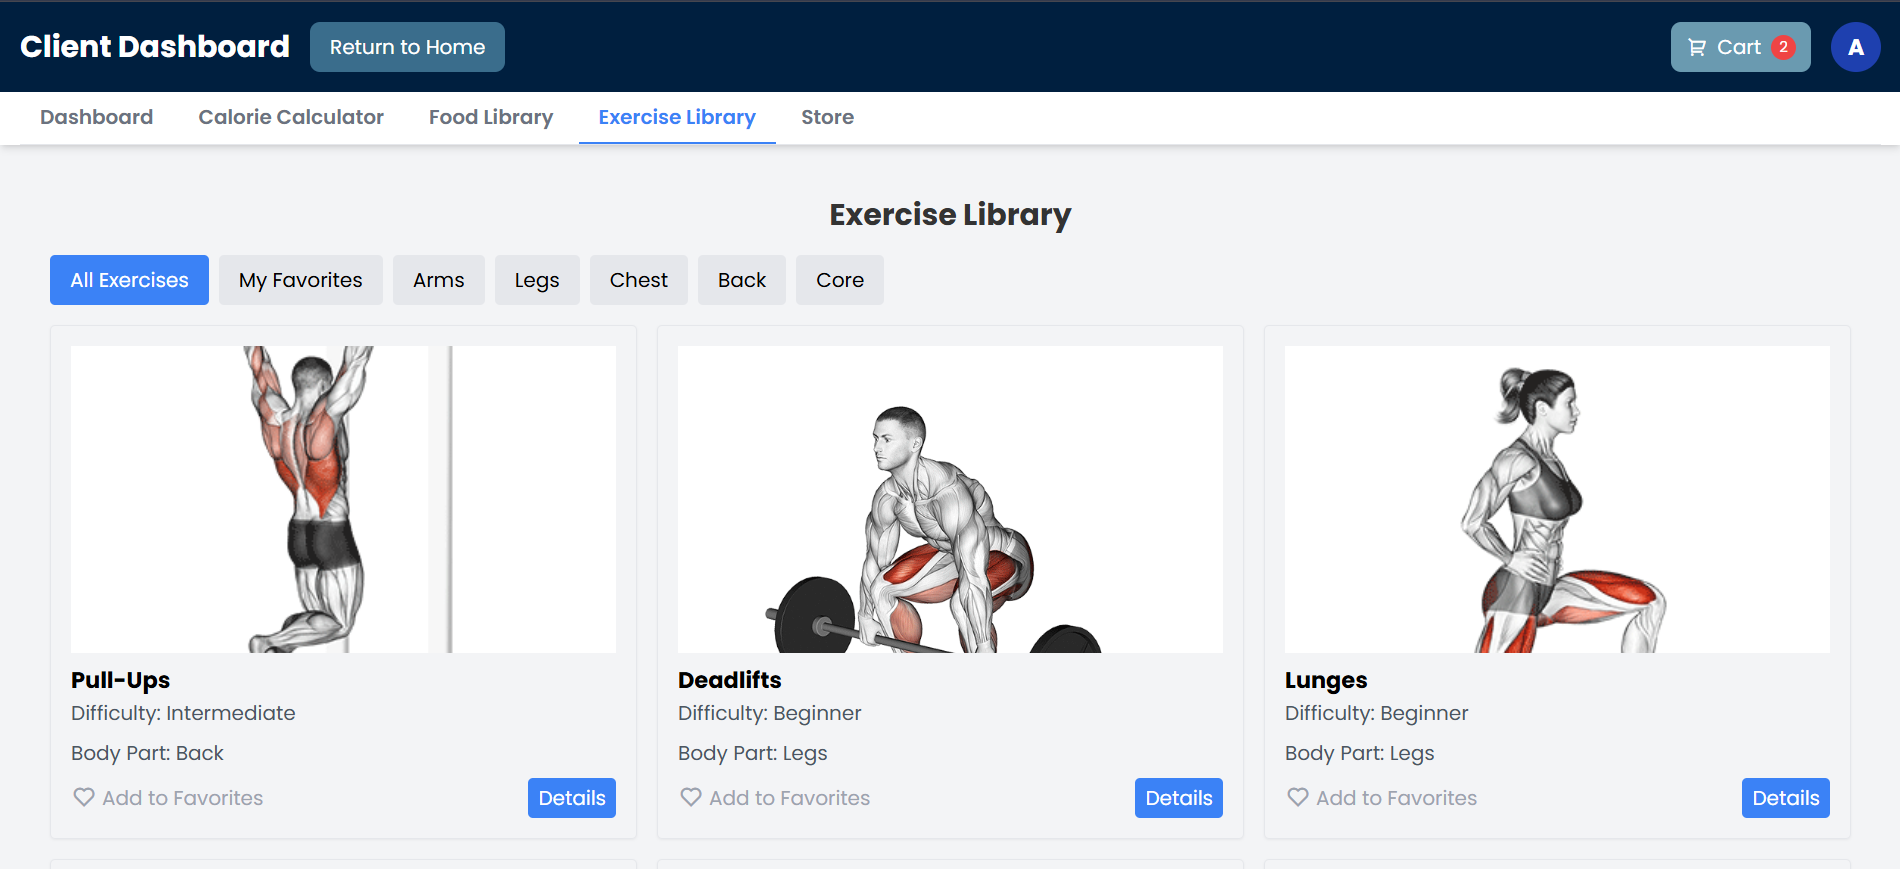 Client Dashboard Return to Home Cart 2 A
Dashboard Calorie Calculator Food Library Exercise Library Store
Exercise Library
All Exercises My Favorites Arms Legs Chest Back Core
Pull-Ups
Difficulty: Intermediate
Body Part: Back
Add to Favorites Details
Deadlifts
Difficulty: Beginner
Body Part: Legs
Add to Favorites Details
Lunges
Difficulty: Beginner
Body Part: Legs
Add to Favorites Details